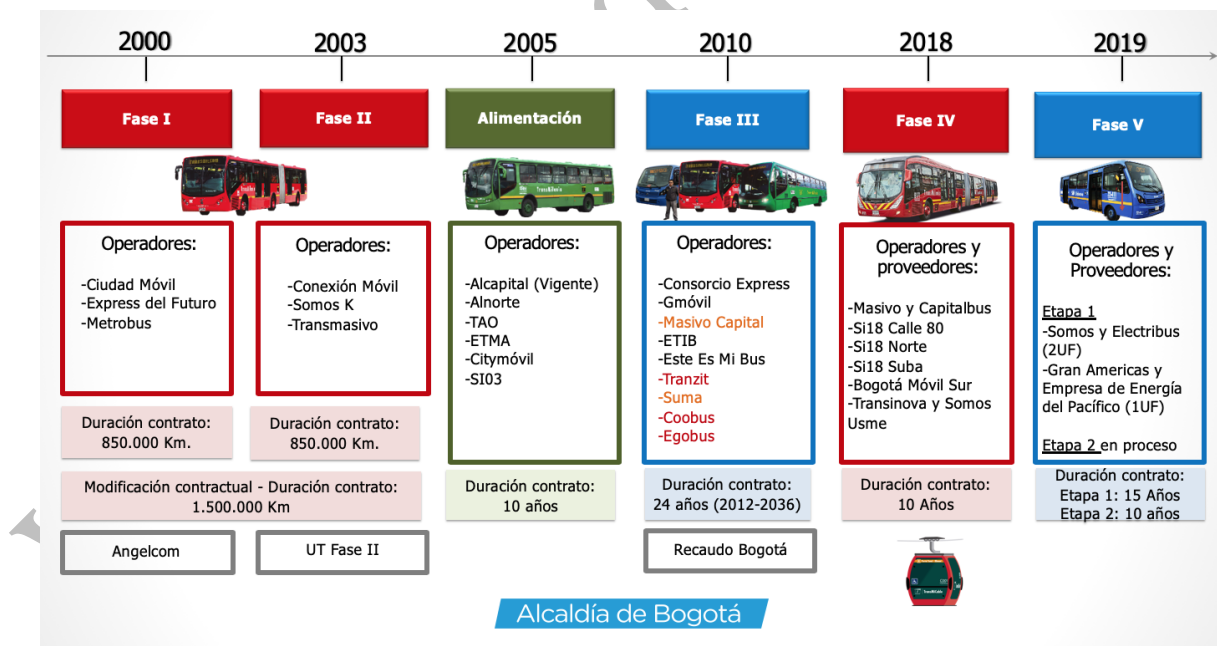 2000
2003
2005
2010
2018
2019
Fase I
Fase II
Alimentación
Fase III
Fase IV
Fase V
Operadores:
-Ciudad Móvil
-Express del Futuro
-Metrobus
Duración contrato:
850.000 Km.
Operadores:
-Conexión Móvil
-Somos K
-Transmasivo
Duración contrato:
850.000 Km.
Modificación contractual - Duración contrato:
1.500.000 Km
Angelcom
UT Fase II
Operadores:
-Alcapital (Vigente)
-Alnorte
-TAO
-ETMA
-Citymóvil
-SI03
Duración contrato:
10 años
Operadores:
-Consorcio Express
-Gmóvil
-Masivo Capital
-ETIB
-Este Es Mi Bus
-Tranzit
-Suma
-Coobus
-Egobus
Duración contrato:
24 años (2012-2036)
Recaudo Bogotá
Operadores y
proveedores:
-Masivo y Capitalbus
-Si18 Calle 80
-Si18 Norte
-Si18 Suba
-Bogotá Móvil Sur
-Transinova y Somos
Usme
Duración contrato:
10 Años
Operadores y
Proveedores:
Etapa 1
-Somos y Electribus
(2UF)
-Gran Americas y
Empresa de Energía
del Pacífico (1UF)
Etapa 2 en proceso
Duración contrato:
Etapa 1: 15 Años
Etapa 2: 10 años
Alcaldía de Bogotá